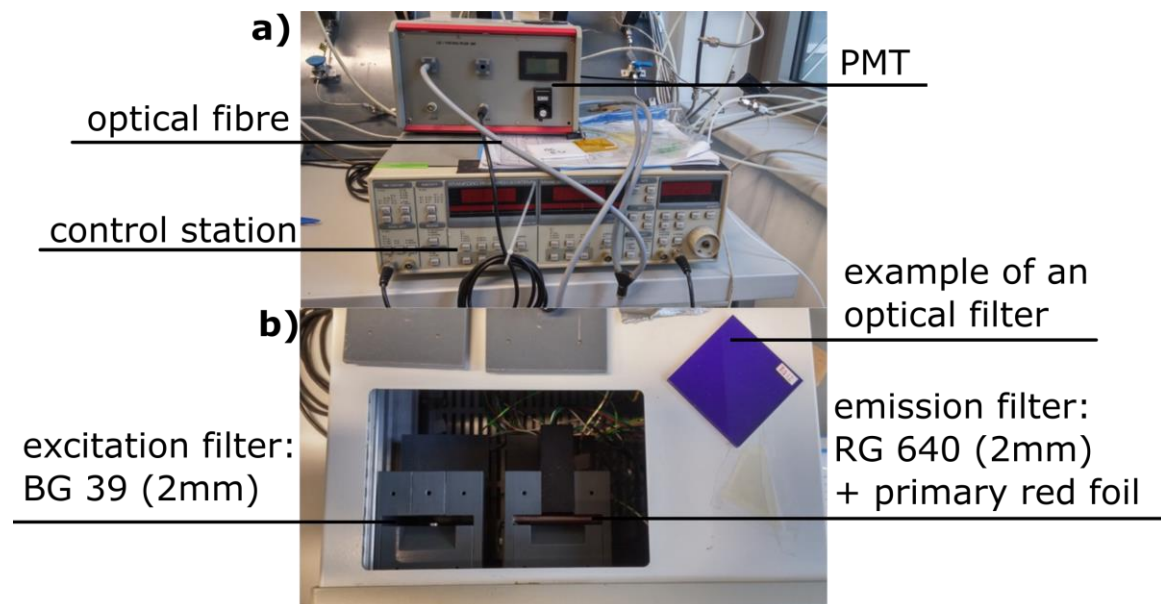 a)
PMT
optical fibre
control station
example of an
optical filter
b)
excitation filter:
BG 39 (2mm)
emission filter:
RG 640 (2mm)
+ primary red foil